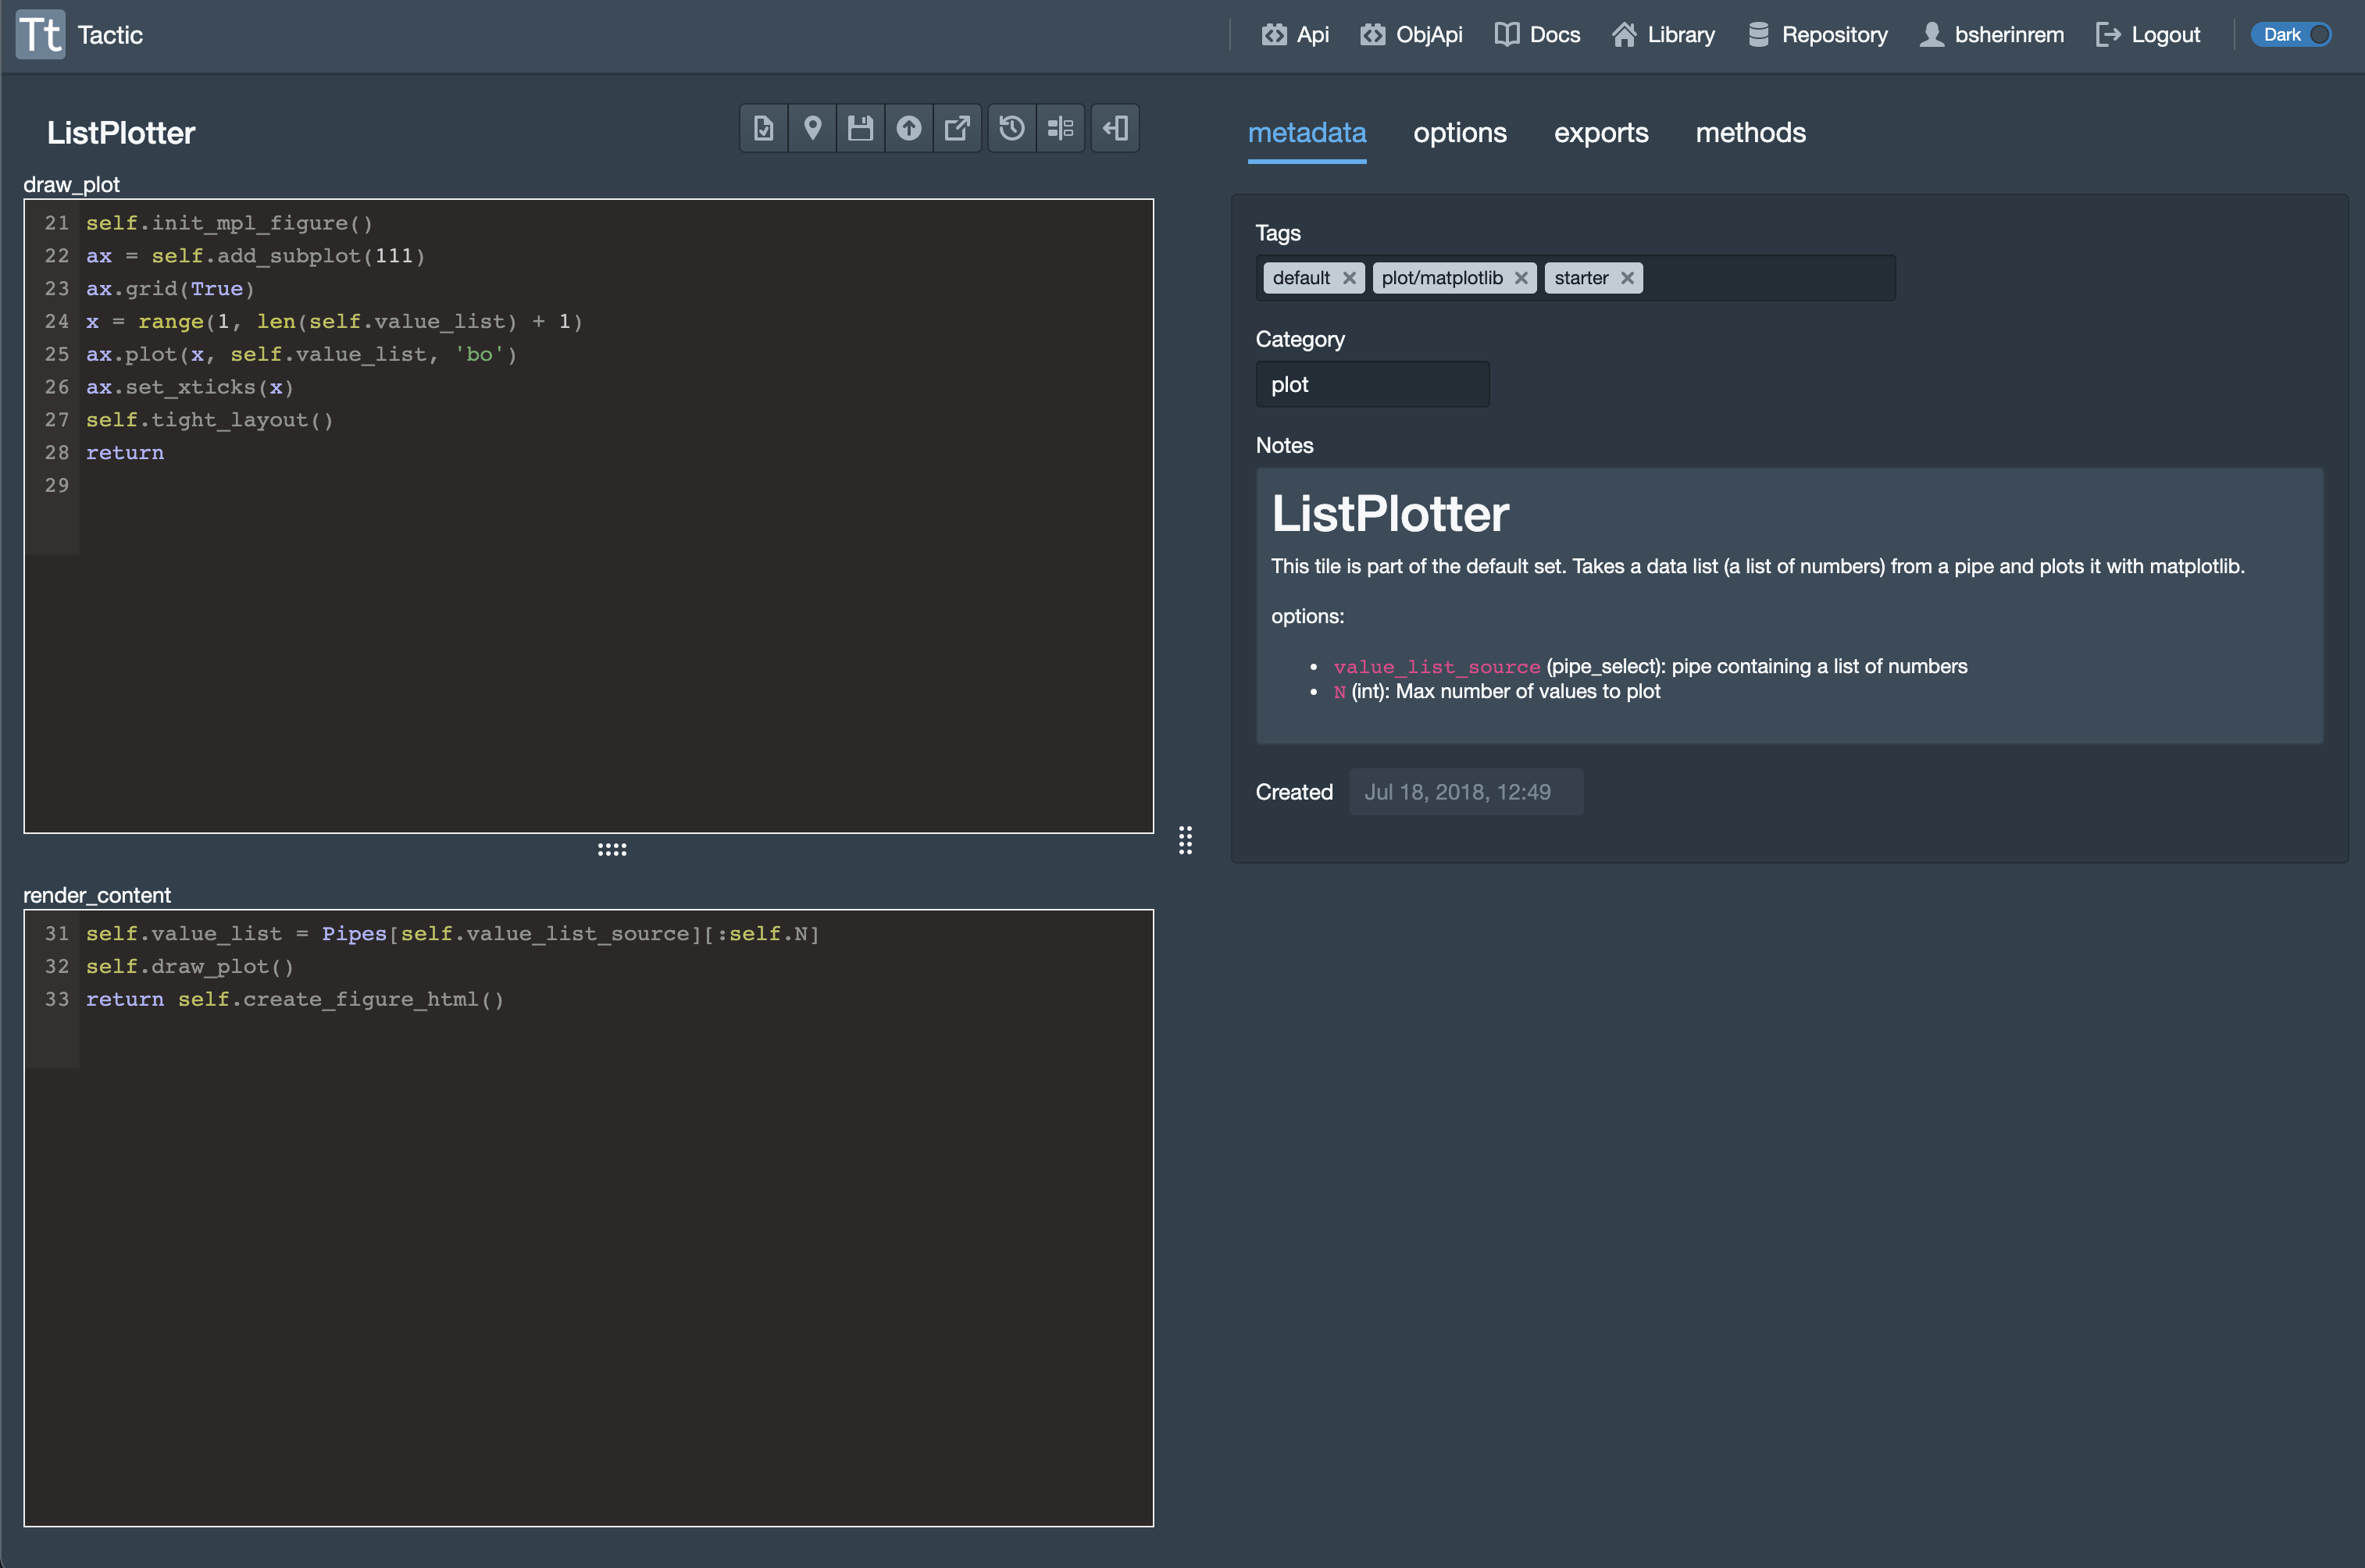 Tt Tactic
Api ObjApi Docs Library Repository bsherinrem Logout Dark
ListPlotter
draw_plot
21 self.init_mpl_figure()
22 ax = self.add_subplot(111)
23 ax.grid(True)
24 x = range(1, len(self.value_list) + 1)
25 ax.plot(x, self.value_list, 'bo')
26 ax.set_xticks(x)
27 self.tight_layout()
28 return
29
render_content
31 self.value_list = Pipes[self.value_list_source][:self.N]
32 self.draw_plot()
33 return self.create_figure_html()
metadata options exports methods
Tags
default plot/matplotlib starter
Category
plot
Notes
ListPlotter
This tile is part of the default set. Takes a data list (a list of numbers) from a pipe and plots it with matplotlib.
options:
• value_list_source (pipe_select): pipe containing a list of numbers
• N (int): Max number of values to plot
Created Jul 18, 2018, 12:49